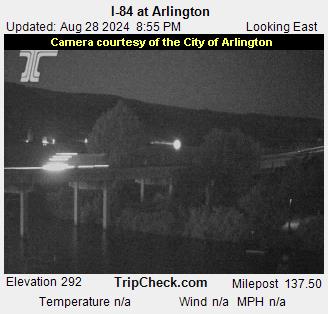 I-84 at Arlington
Updated: Aug 28 2024 8:55 PM Looking East
Camera courtesy of the City of Arlington
Elevation 292 TripCheck.com Milepost 137.50
Temperature n/a Wind n/a MPH n/a